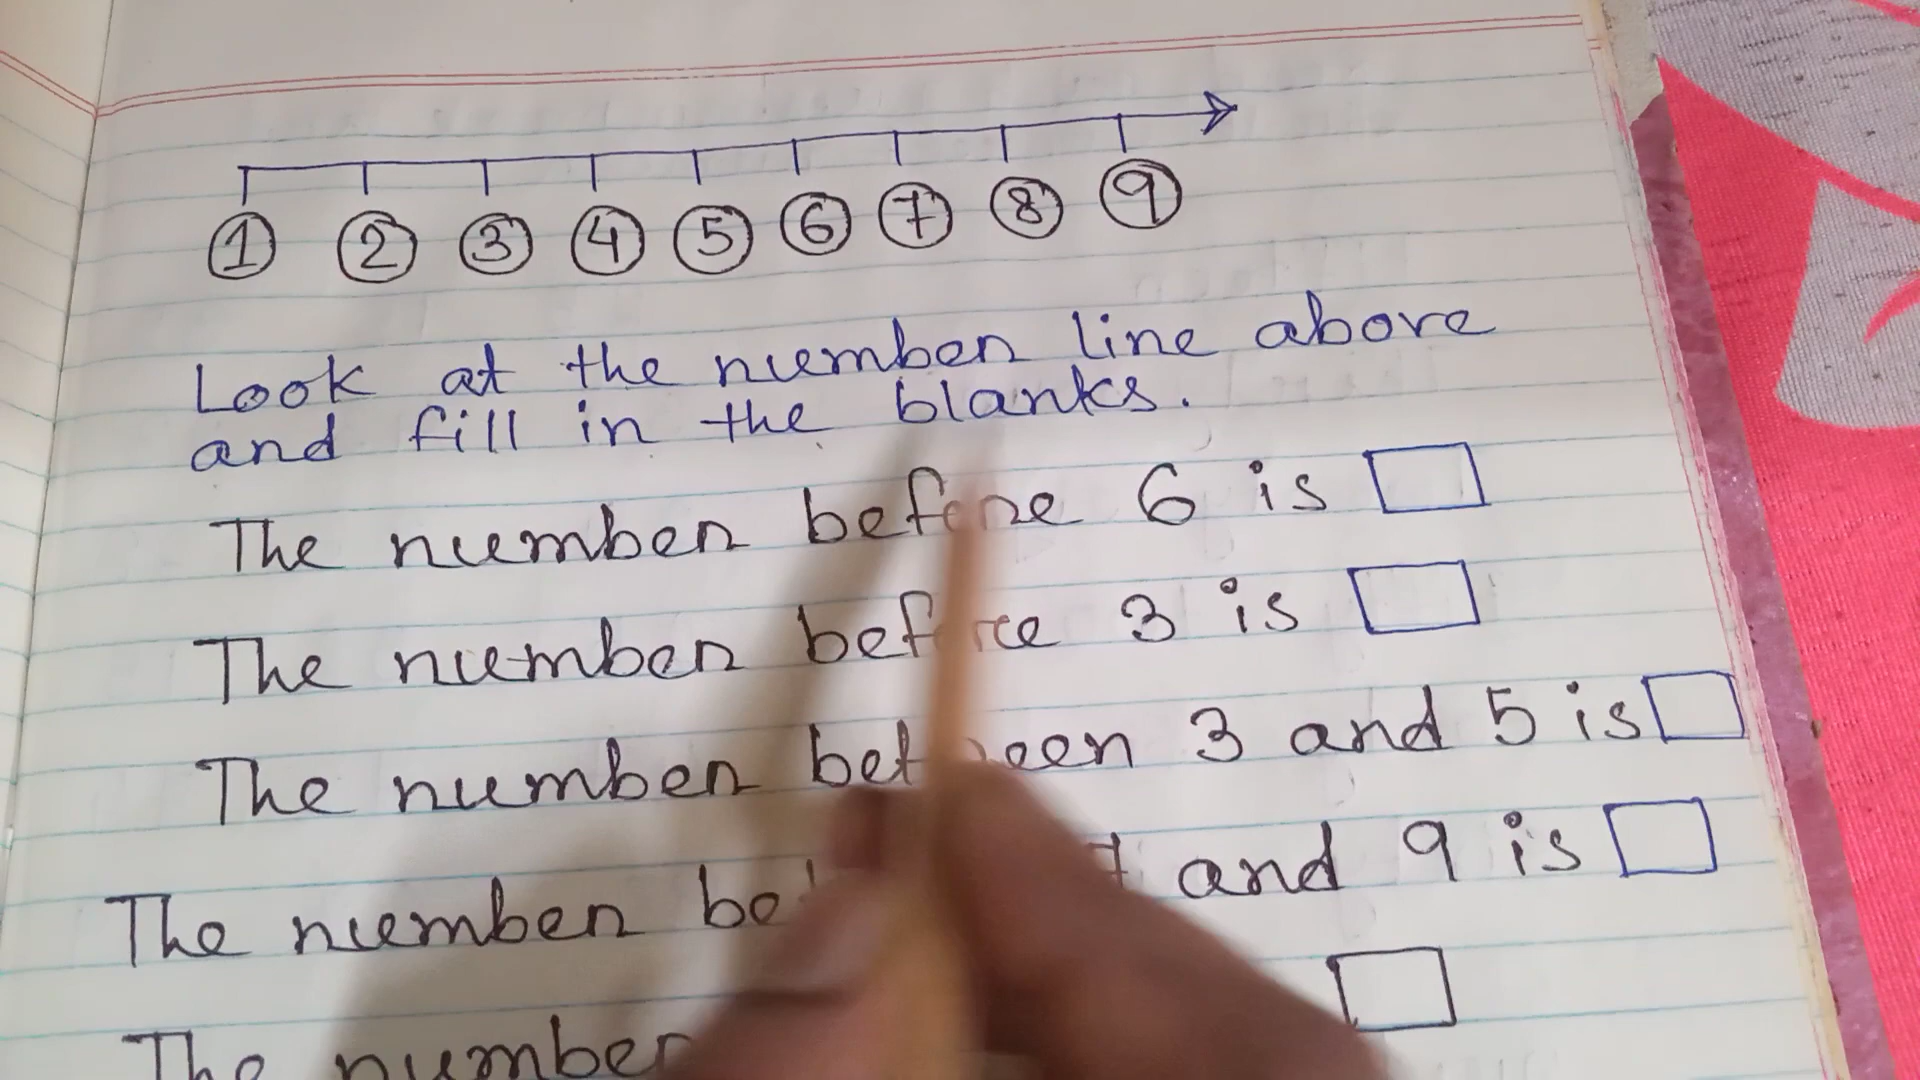 1 2 3 4 5 6 7 8 9
Look at the number line above
and fill in the blanks.
The number before 6 is
The number before 3 is
The number between 3 and 5 is
The number 7 and 9 is
The number